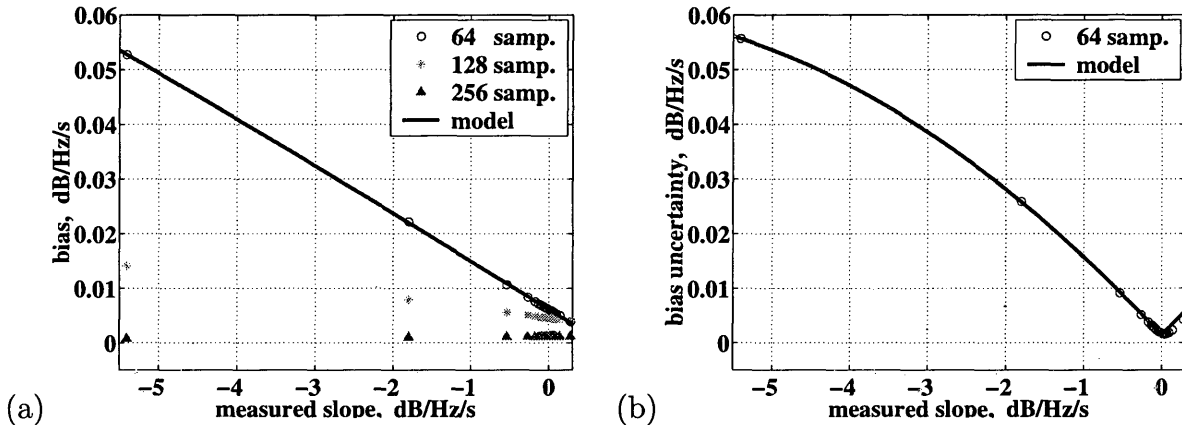 0.06
0.05
0.04
0.03
0.02
0.01
0
bias, dB/Hz/s
64 samp.
128 samp.
256 samp.
model
−5 −4 −3 −2 −1 0
measured slope, dB/Hz/s
(a)
0.06
0.05
0.04
0.03
0.02
0.01
0
bias uncertainty, dB/Hz/s
64 samp.
model
−5 −4 −3 −2 −1 0
measured slope, dB/Hz/s
(b)